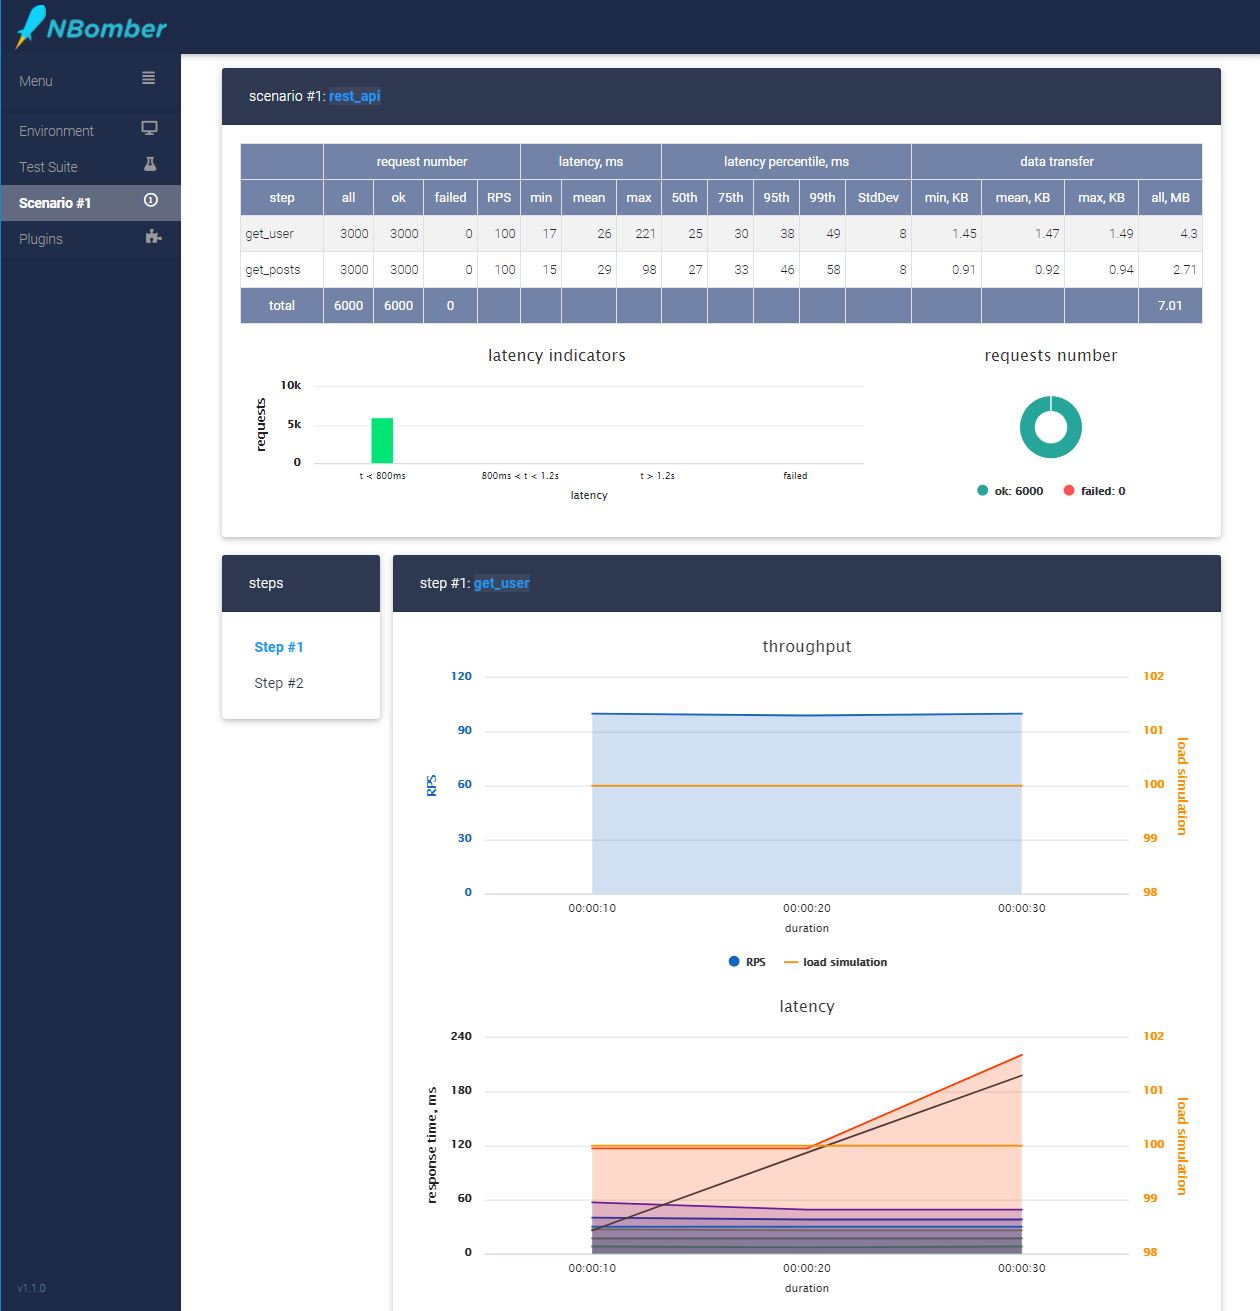 NBomber
Menu
Environment
Test Suite
Scenario #1
Plugins
scenario #1: rest_api
request number latency, ms latency percentile, ms data transfer
step all ok failed RPS min mean max 50th 75th 95th 99th StdDev min, KB mean, KB max, KB all, MB
get_user 3000 3000 0 100 17 26 221 25 30 38 49 8 1.45 1.47 1.49 4.3
get_posts 3000 3000 0 100 15 29 98 27 33 46 58 8 0.91 0.92 0.94 2.71
total 6000 6000 0 7.01
latency indicators
10k
5k
0
requests
t < 800ms 800ms < t < 1.2s t > 1.2s failed
latency
requests number
ok: 6000 failed: 0
steps
Step #1
Step #2
step #1: get_user
throughput
120 102
90 101
60 100
30 99
0 98
RPS
load simulation
00:00:10 00:00:20 00:00:30
duration
RPS load simulation
latency
240 102
180 101
120 100
60 99
0 98
response time, ms
load simulation
00:00:10 00:00:20 00:00:30
duration
v1.1.0